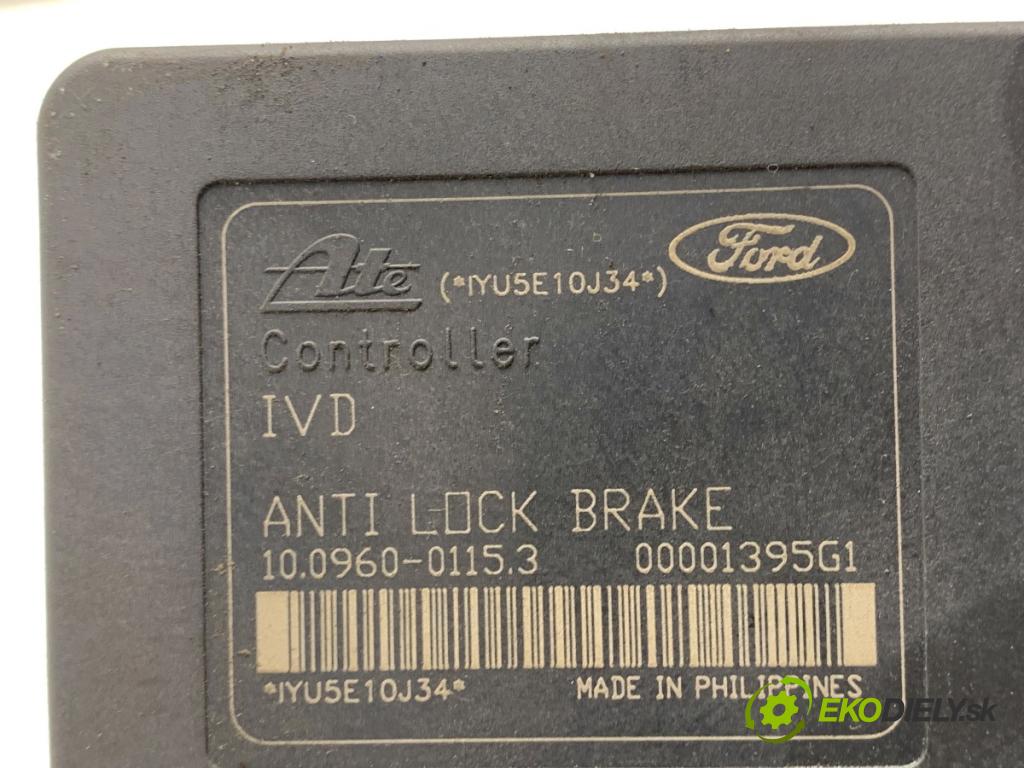 Ate (*IYU5E10J34*) Ford
Controller
IVD
ANTI LOCK BRAKE
10.0960-0115.3 00001395G1
*IYU5E10J34* MADE IN PHILIPPINES
EKODIELY.sk